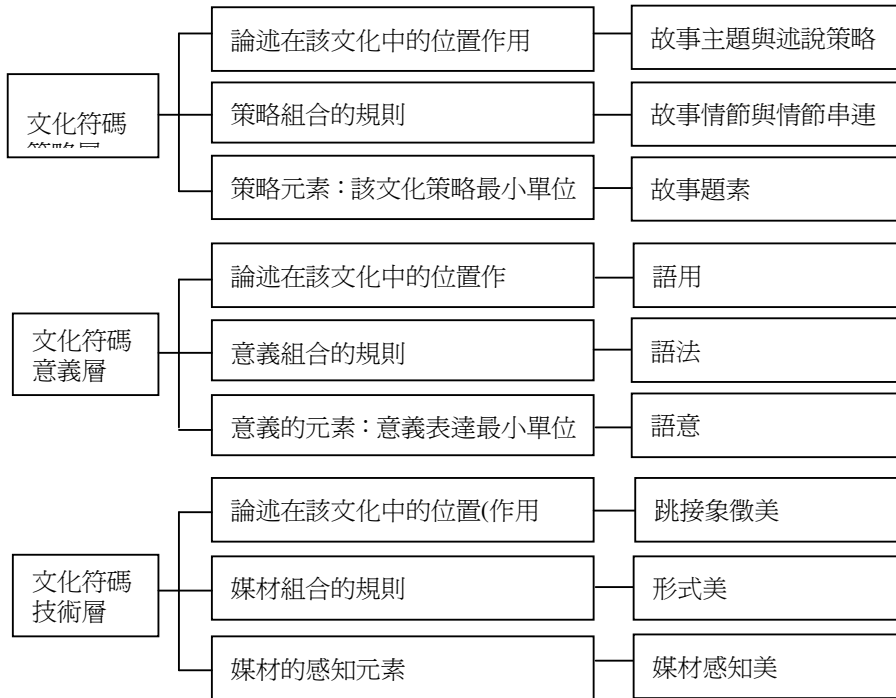 論述在該文化中的位置作用
故事主題與述說策略
文化符碼
策略層
策略組合的規則
故事情節與情節串連
策略元素：該文化策略最小單位
故事題素
論述在該文化中的位置作
語用
文化符碼
意義層
意義組合的規則
語法
意義的元素：意義表達最小單位
語意
論述在該文化中的位置(作用
跳接象徵美
文化符碼
技術層
媒材組合的規則
形式美
媒材的感知元素
媒材感知美